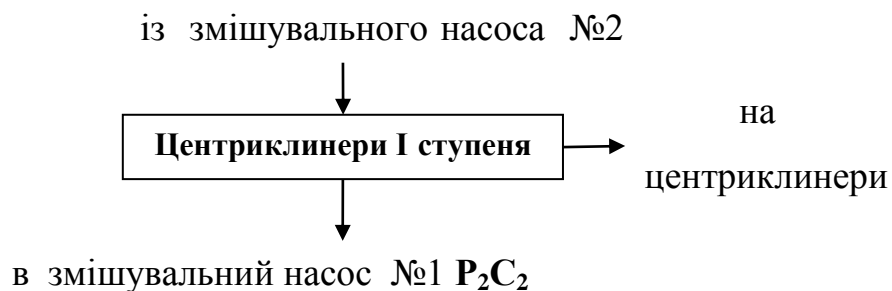 із змішувального насоса №2
Центриклинери І ступеня
на
центриклинери
в змішувальний насос №1 P₂C₂